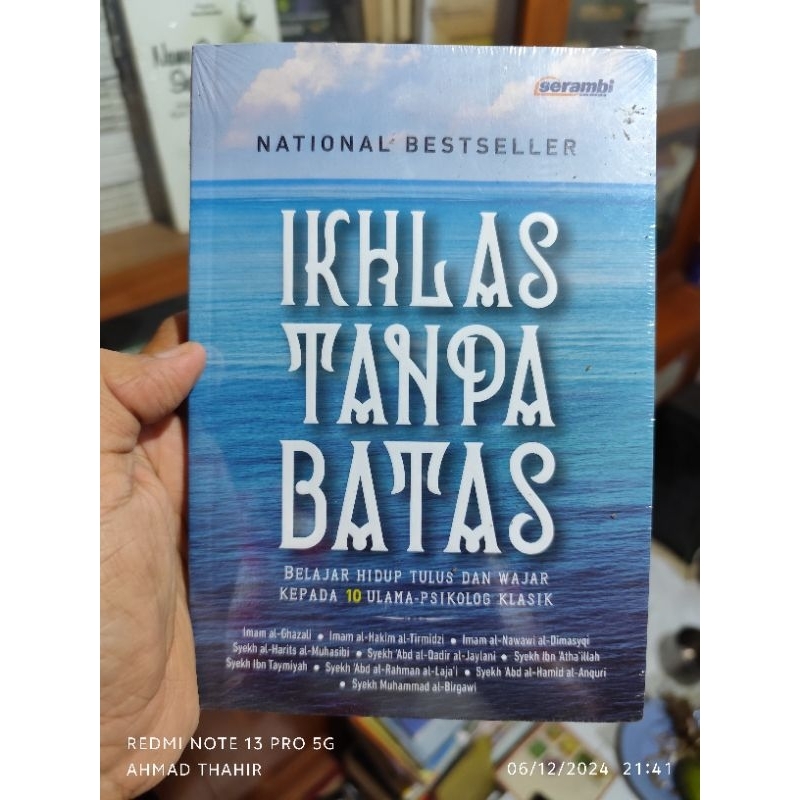 serambi
NATIONAL BESTSELLER
IKHLAS
TANPA
BATAS
BELAJAR HIDUP TULUS DAN WAJAR
KEPADA 10 ULAMA-PSIKOLOG KLASIK
Imam al-Ghazali • Imam al-Hakim al-Tirmidzi • Imam al-Nawawi al-Dimasyqi
Syekh al-Harits al-Muhasibi • Syekh 'Abd al-Qadir al-Jaylani • Syekh Ibn 'Atha'illah
Syekh Ibn Taymiyah • Syekh 'Abd al-Rahman al-Laja'i • Syekh 'Abd al-Hamid al-Anquri
• Syekh Muhammad al-Birgawi
REDMI NOTE 13 PRO 5G
AHMAD THAHIR
06/12/2024 21:41